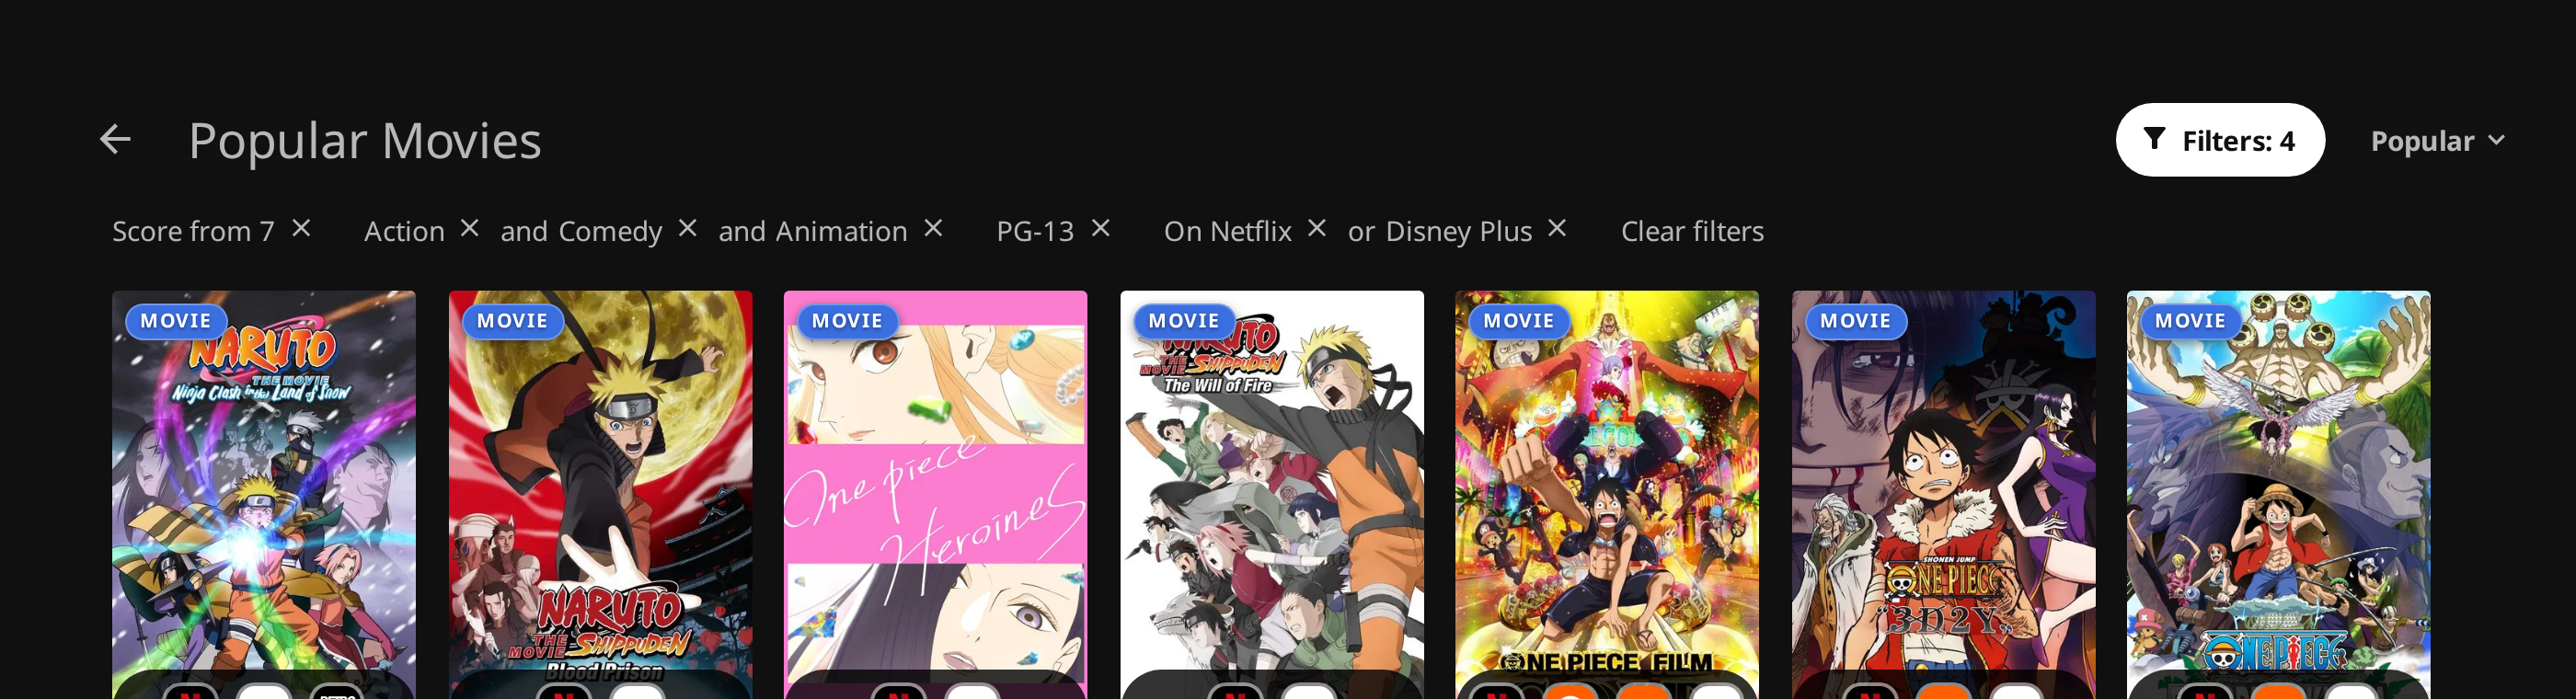 Popular Movies
Filters: 4
Popular
Score from 7
Action and Comedy and Animation
PG-13
On Netflix or Disney Plus
Clear filters
MOVIE
NARUTO
THE MOVIE
Ninja Clash in the Land of Snow
MOVIE
NARUTO
THE MOVIE SHIPPUDEN
Blood Prison
MOVIE
One piece
Heroines
MOVIE
NARUTO
THE MOVIE SHIPPUDEN
The Will of Fire
MOVIE
ONE PIECE FILM
MOVIE
SHONEN JUMP
ONE PIECE
"3D2Y"
MOVIE
ONE PIECE